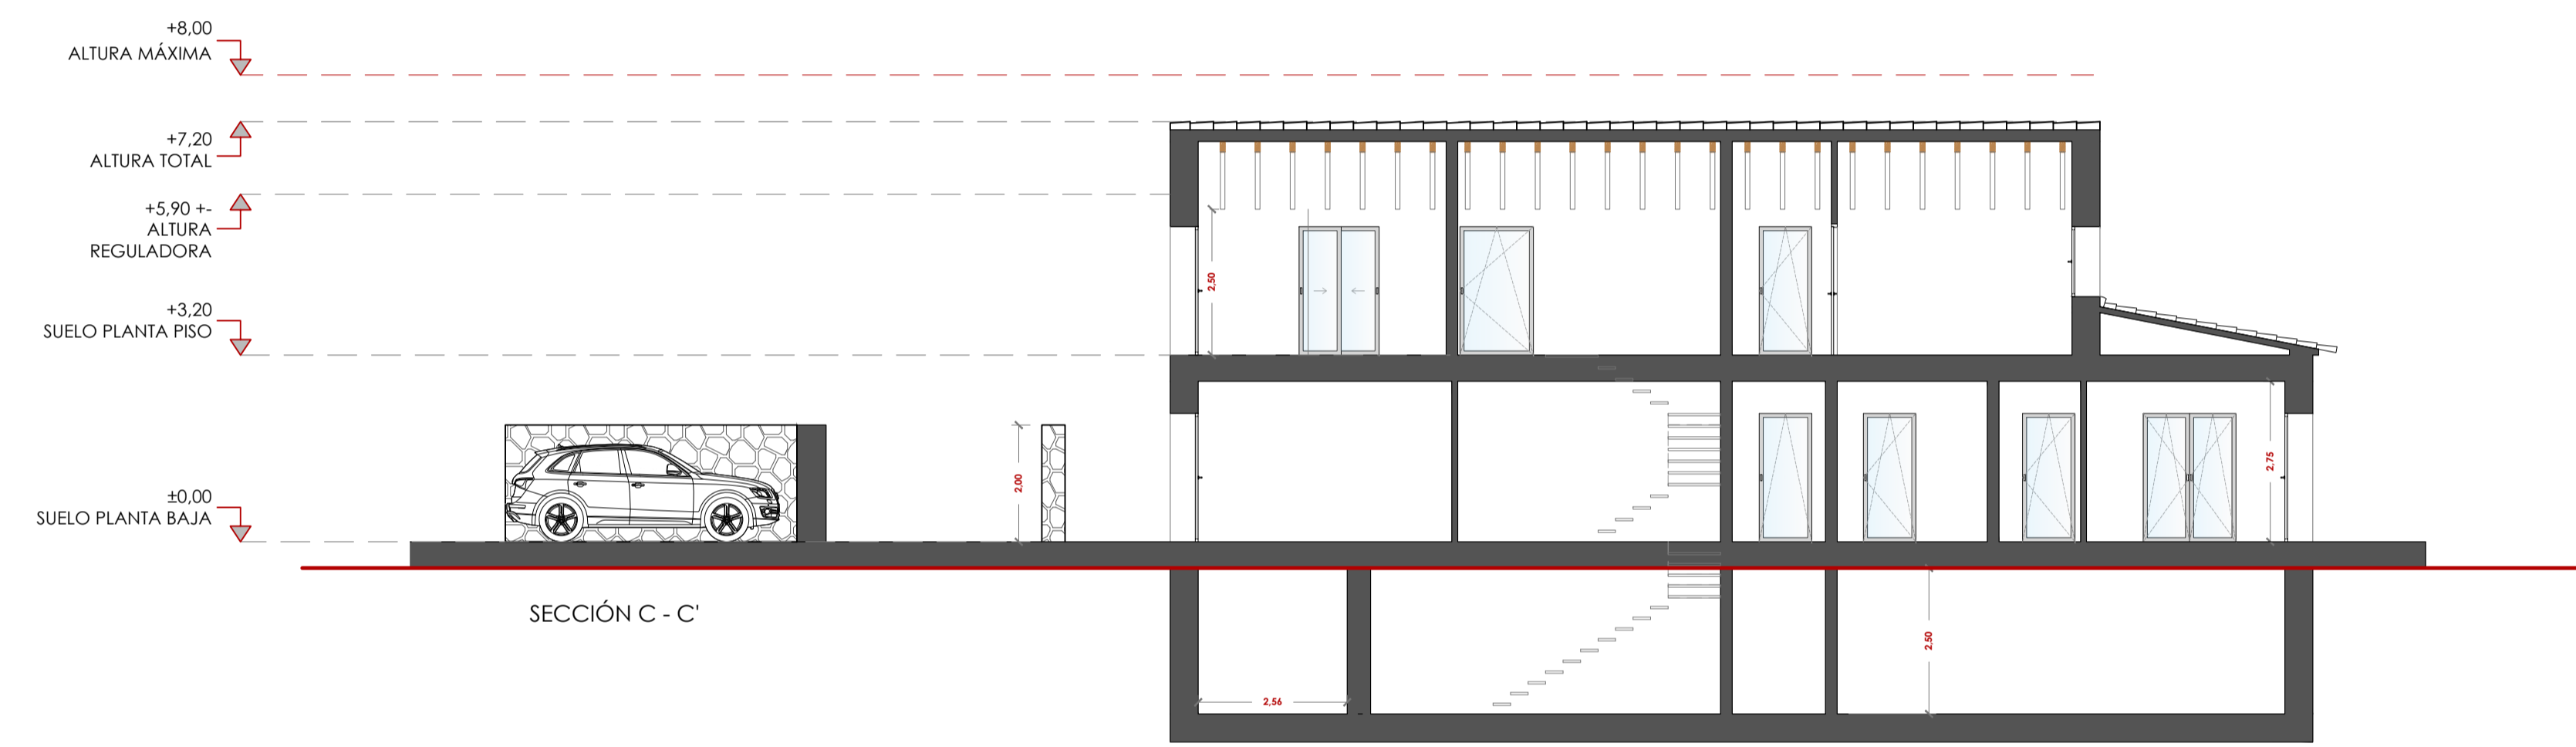 +8,00
ALTURA MÁXIMA
+7,20
ALTURA TOTAL
+5,90 +-
ALTURA
REGULADORA
+3,20
SUELO PLANTA PISO
±0,00
SUELO PLANTA BAJA
2,50
2,00
2,75
SECCIÓN C - C'
2,50
2,56